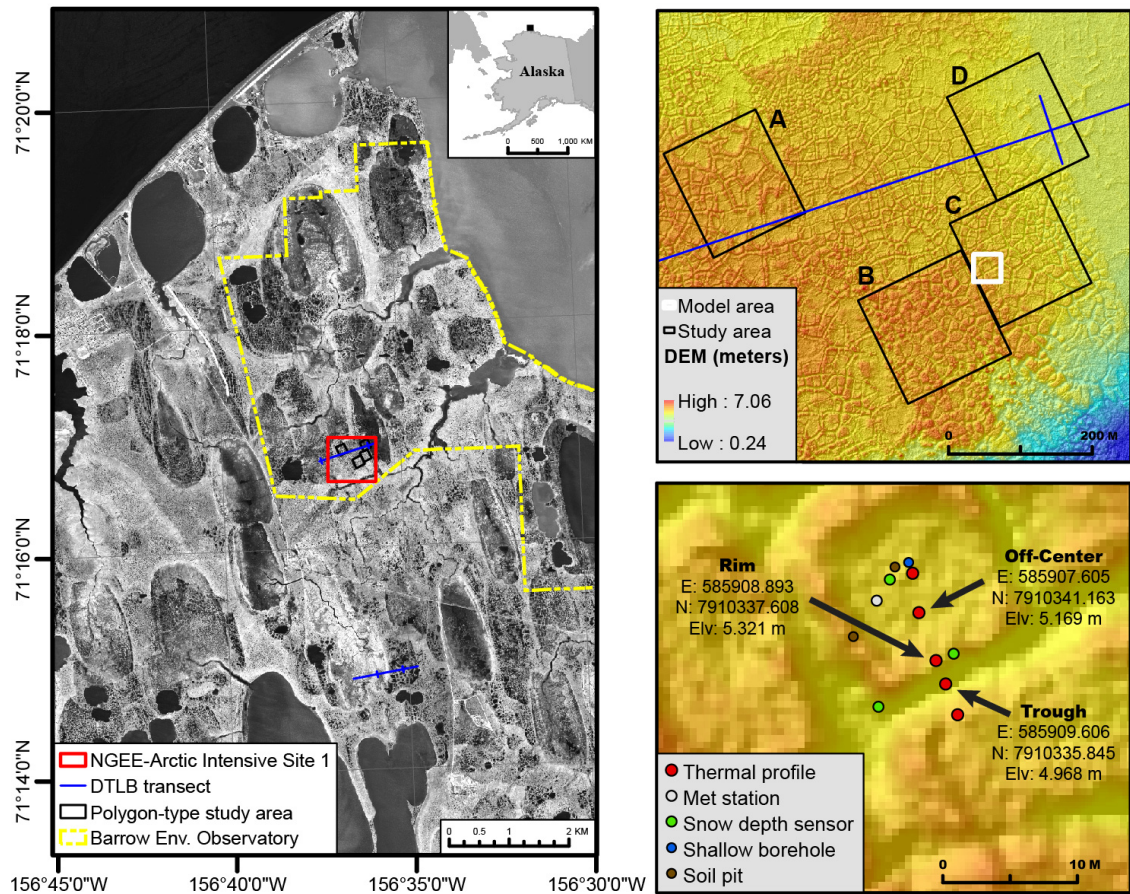 71°20'0"N
71°18'0"N
71°16'0"N
71°14'0"N
156°45'0"W
156°40'0"W
156°35'0"W
156°30'0"W
Alaska
0 500 1,000 KM
NGEE-Arctic Intensive Site 1
DTLB transect
Polygon-type study area
Barrow Env. Observatory
0 0.5 1 2 KM
A
D
C
B
Model area
Study area
DEM (meters)
High : 7.06
Low : 0.24
0 200 M
Rim
E: 585908.893
N: 7910337.608
Elv: 5.321 m
Off-Center
E: 585907.605
N: 7910341.163
Elv: 5.169 m
Trough
E: 585909.606
N: 7910335.845
Elv: 4.968 m
Thermal profile
Met station
Snow depth sensor
Shallow borehole
Soil pit
0 10 M